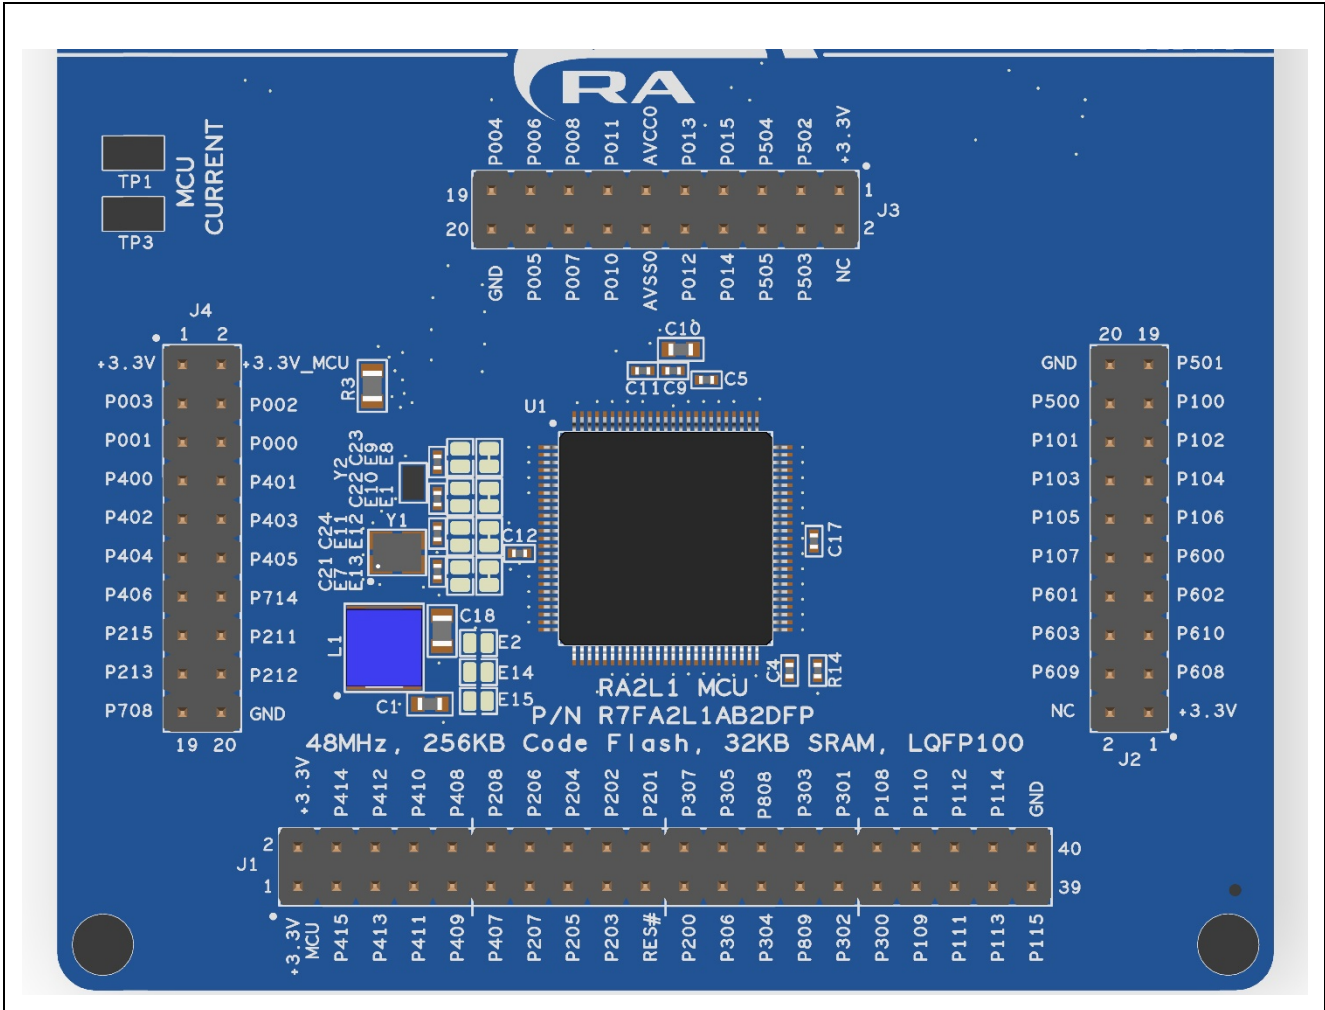 RA
P004 P006 P008 P011 AVCC0 P013 P015 P504 P502 +3.3V
TP1
TP3
MCU
CURRENT
19 1
J3
20 2
GND P005 P007 P010 AVSS0 P012 P014 P505 P503 NC
J4
1 2
+3.3V +3.3V_MCU
P003 P002
P001 P000
P400 P401
P402 P403
P404 P405
P406 P714
P215 P211
P213 P212
P708 GND
19 20
R3
C10
C11 C9 C5
U1
Y2 C23 E9 E8
C22 E10 E1
Y1
C24 E11 E12
C21 E7 E13
C12
C17
L1
C18
E2
E14
E15
C1
C4
R14
20 19
GND P501
P500 P100
P101 P102
P103 P104
P105 P106
P107 P600
P601 P602
P603 P610
P609 P608
NC +3.3V
2 1
J2
RA2L1 MCU
P/N R7FA2L1AB2DFP
48MHz, 256KB Code Flash, 32KB SRAM, LQFP100
+3.3V P414 P412 P410 P408 P208 P206 P204 P202 P201 P307 P305 P808 P303 P301 P108 P110 P112 P114 GND
2 40
J1
1 39
+3.3V MCU P415 P413 P411 P409 P407 P207 P205 P203 RES# P200 P306 P304 P809 P302 P300 P109 P111 P113 P115